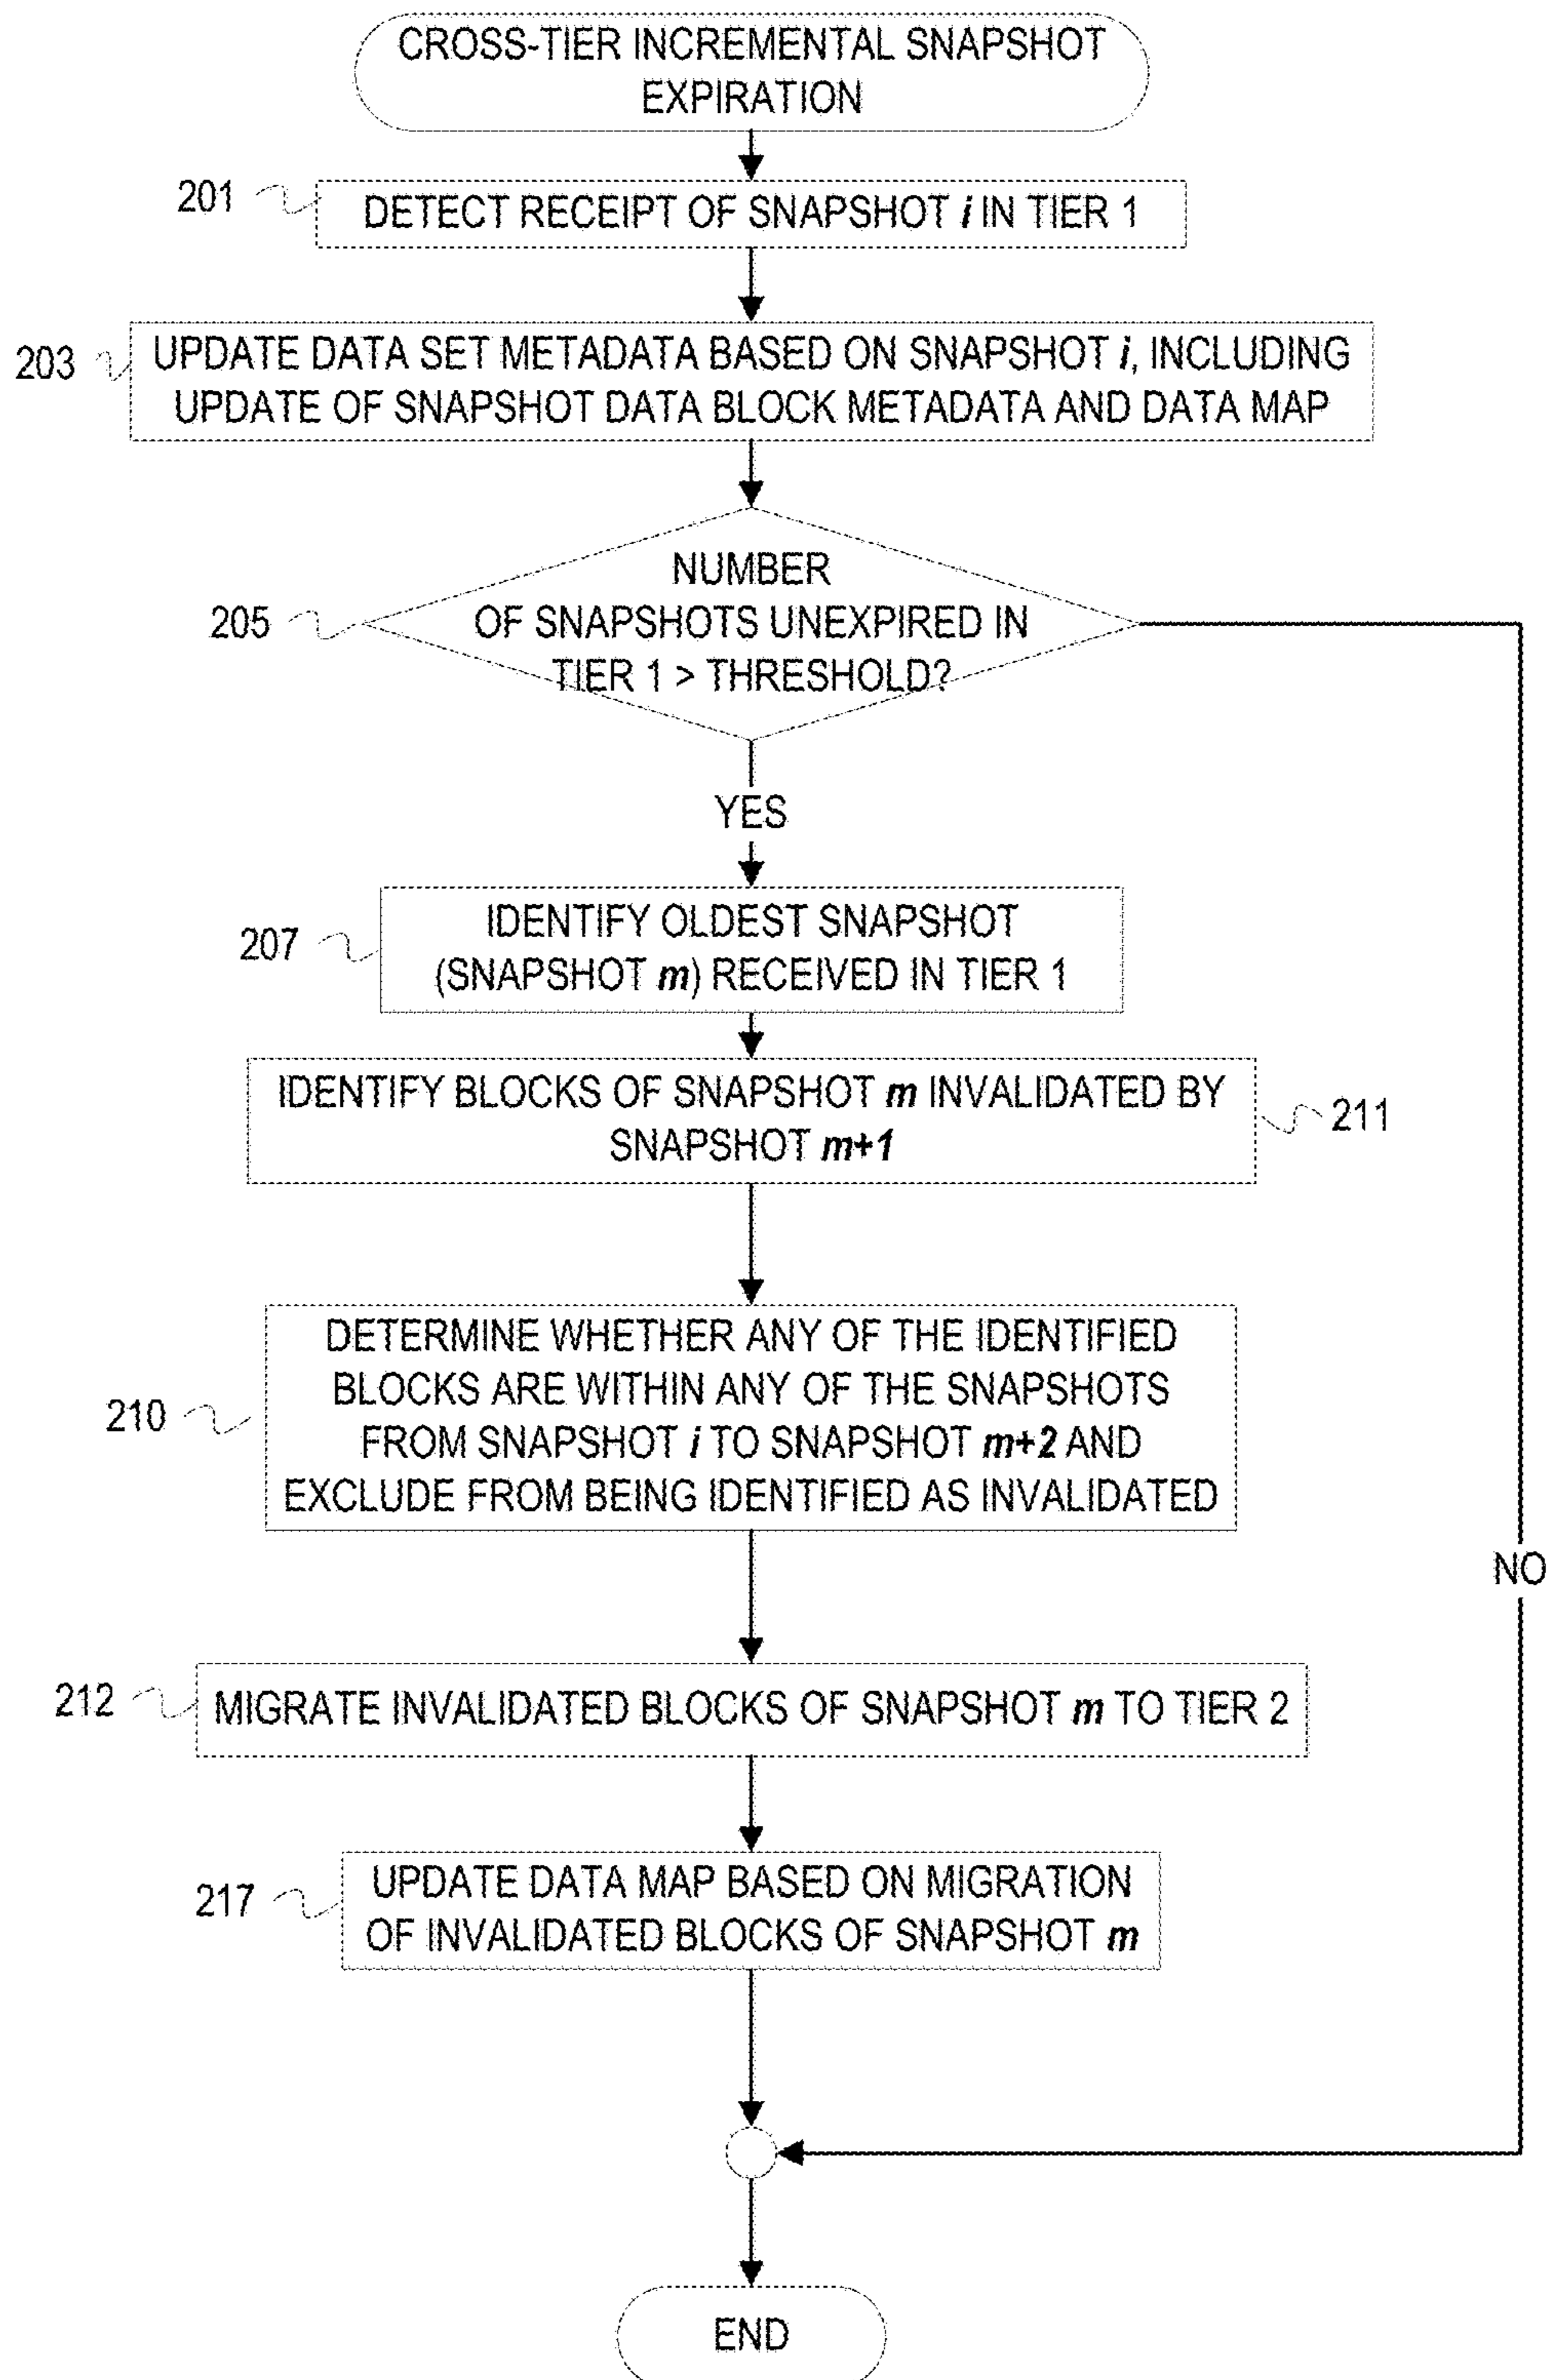 CROSS-TIER INCREMENTAL SNAPSHOT
EXPIRATION
201
DETECT RECEIPT OF SNAPSHOT i IN TIER 1
203
UPDATE DATA SET METADATA BASED ON SNAPSHOT i, INCLUDING
UPDATE OF SNAPSHOT DATA BLOCK METADATA AND DATA MAP
205
NUMBER
OF SNAPSHOTS UNEXPIRED IN
TIER 1 > THRESHOLD?
YES
207
IDENTIFY OLDEST SNAPSHOT
(SNAPSHOT m) RECEIVED IN TIER 1
IDENTIFY BLOCKS OF SNAPSHOT m INVALIDATED BY
SNAPSHOT m+1
211
210
DETERMINE WHETHER ANY OF THE IDENTIFIED
BLOCKS ARE WITHIN ANY OF THE SNAPSHOTS
FROM SNAPSHOT i TO SNAPSHOT m+2 AND
EXCLUDE FROM BEING IDENTIFIED AS INVALIDATED
NO
212
MIGRATE INVALIDATED BLOCKS OF SNAPSHOT m TO TIER 2
217
UPDATE DATA MAP BASED ON MIGRATION
OF INVALIDATED BLOCKS OF SNAPSHOT m
END